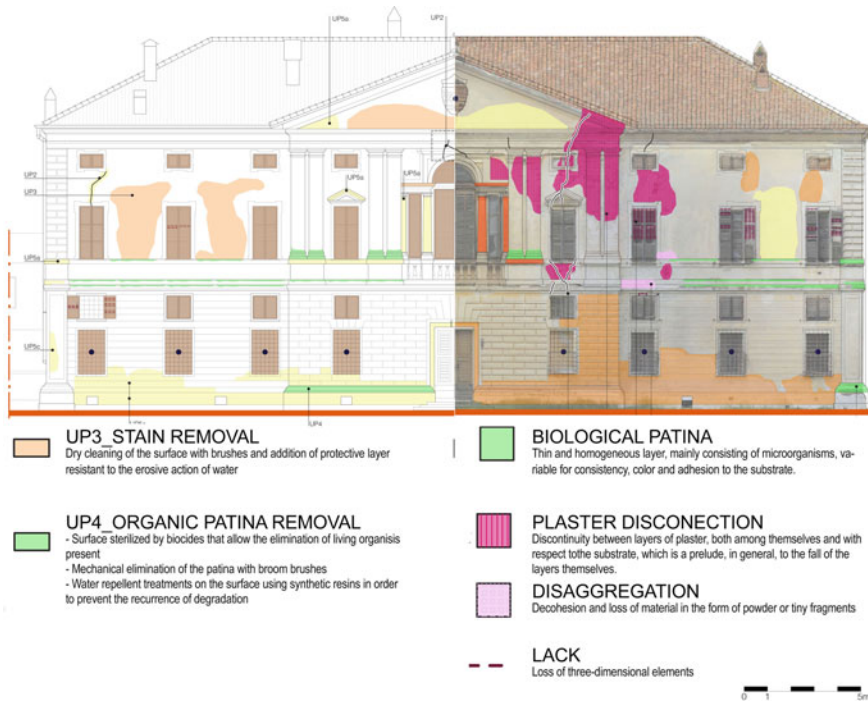 UP5a
UP2
UP2
UP3
UP5a
UP5a
UP5a
UP5c
UP4
UP3_STAIN REMOVAL
Dry cleaning of the surface with brushes and addition of protective layer
resistant to the erosive action of water
UP4_ORGANIC PATINA REMOVAL
- Surface sterilized by biocides that allow the elimination of living organisis
present
- Mechanical elimination of the patina with broom brushes
- Water repellent treatments on the surface using synthetic resins in order
to prevent the recurrence of degradation
BIOLOGICAL PATINA
Thin and homogeneous layer, mainly consisting of microorganisms, va-
riable for consistency, color and adhesion to the substrate.
PLASTER DISCONECTION
Discontinuity between layers of plaster, both among themselves and with
respect tothe substrate, which is a prelude, in general, to the fall of the
layers themselves.
DISAGGREGATION
Decohesion and loss of material in the form of powder or tiny fragments
LACK
Loss of three-dimensional elements
0 1 5m